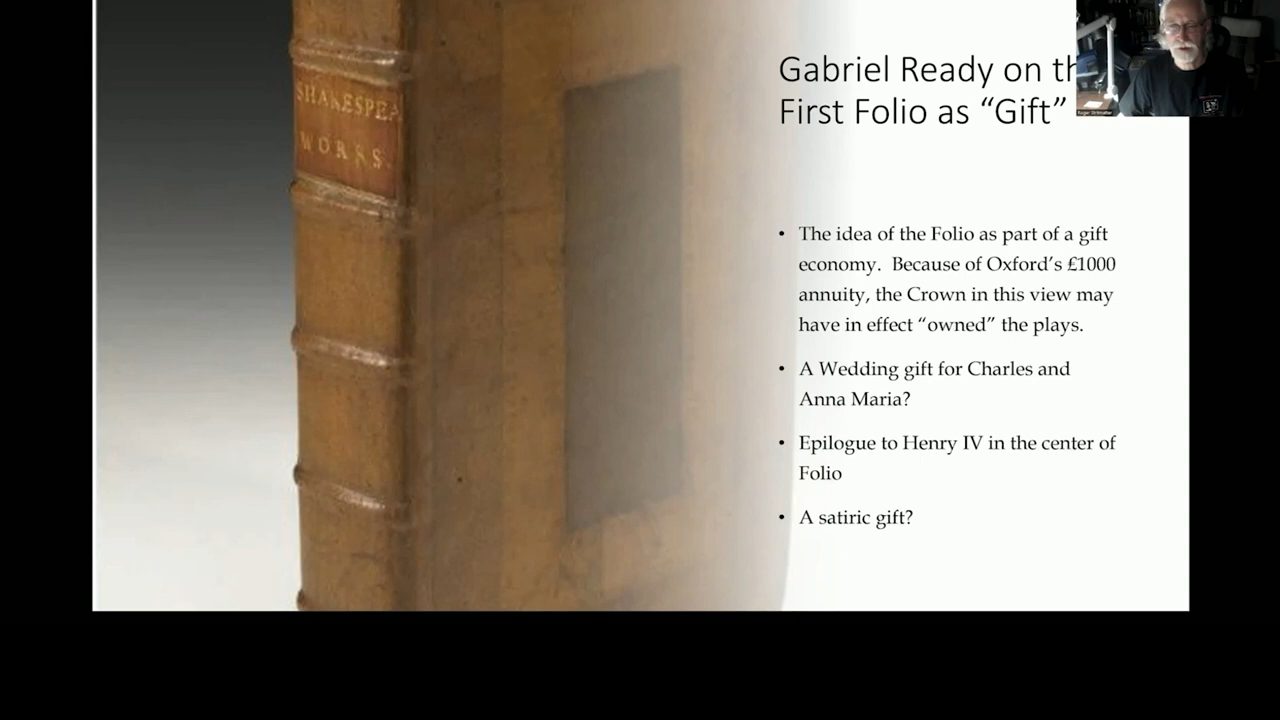 SHAKESPEA
WORKS
Gabriel Ready on th
First Folio as “Gift”
• The idea of the Folio as part of a gift
economy. Because of Oxford’s £1000
annuity, the Crown in this view may
have in effect “owned” the plays.
• A Wedding gift for Charles and
Anna Maria?
• Epilogue to Henry IV in the center of
Folio
• A satiric gift?